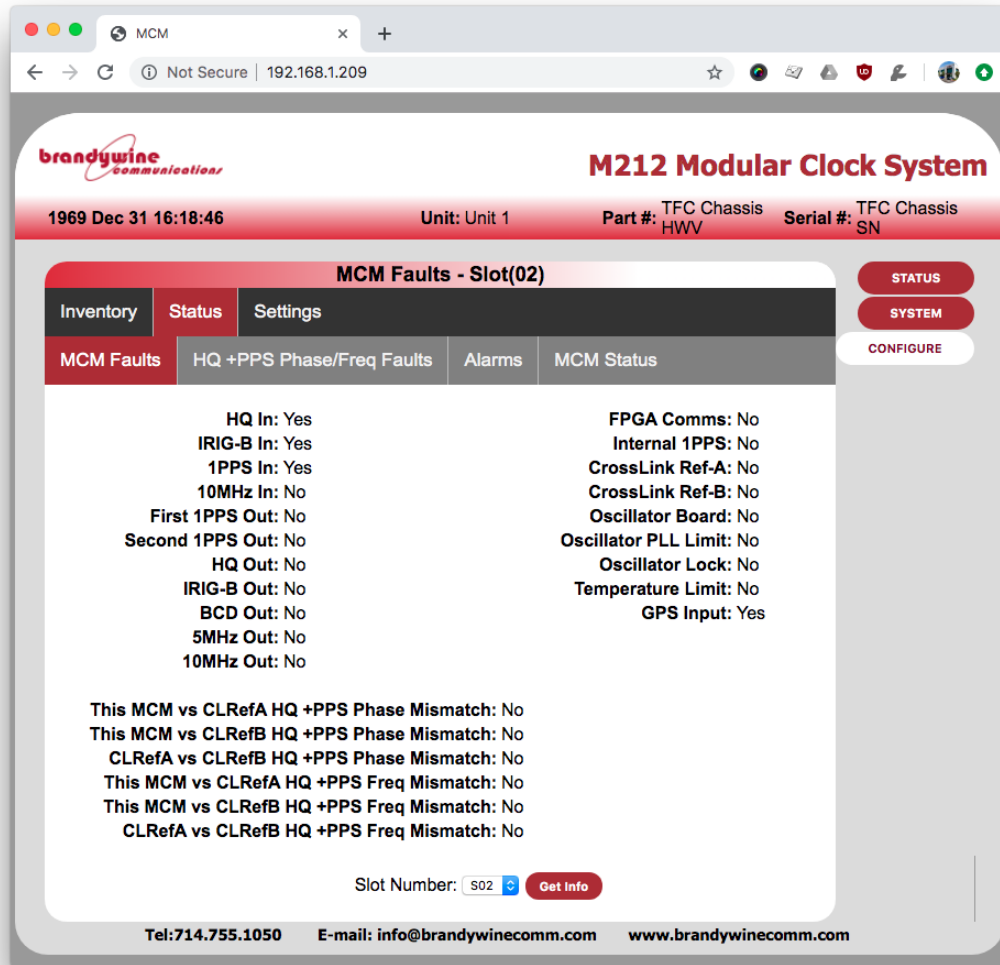 MCM
Not Secure | 192.168.1.209
brandywine
communications
M212 Modular Clock System
1969 Dec 31 16:18:46
Unit: Unit 1
Part #: TFC Chassis HWV
Serial #: TFC Chassis SN
MCM Faults - Slot(02)
STATUS
SYSTEM
CONFIGURE
Inventory Status Settings
MCM Faults HQ +PPS Phase/Freq Faults Alarms MCM Status
HQ In: Yes
IRIG-B In: Yes
1PPS In: Yes
10MHz In: No
First 1PPS Out: No
Second 1PPS Out: No
HQ Out: No
IRIG-B Out: No
BCD Out: No
5MHz Out: No
10MHz Out: No
FPGA Comms: No
Internal 1PPS: No
CrossLink Ref-A: No
CrossLink Ref-B: No
Oscillator Board: No
Oscillator PLL Limit: No
Oscillator Lock: No
Temperature Limit: No
GPS Input: Yes
This MCM vs CLRefA HQ +PPS Phase Mismatch: No
This MCM vs CLRefB HQ +PPS Phase Mismatch: No
CLRefA vs CLRefB HQ +PPS Phase Mismatch: No
This MCM vs CLRefA HQ +PPS Freq Mismatch: No
This MCM vs CLRefB HQ +PPS Freq Mismatch: No
CLRefA vs CLRefB HQ +PPS Freq Mismatch: No
Slot Number: S02 Get Info
Tel:714.755.1050 E-mail: info@brandywinecomm.com www.brandywinecomm.com